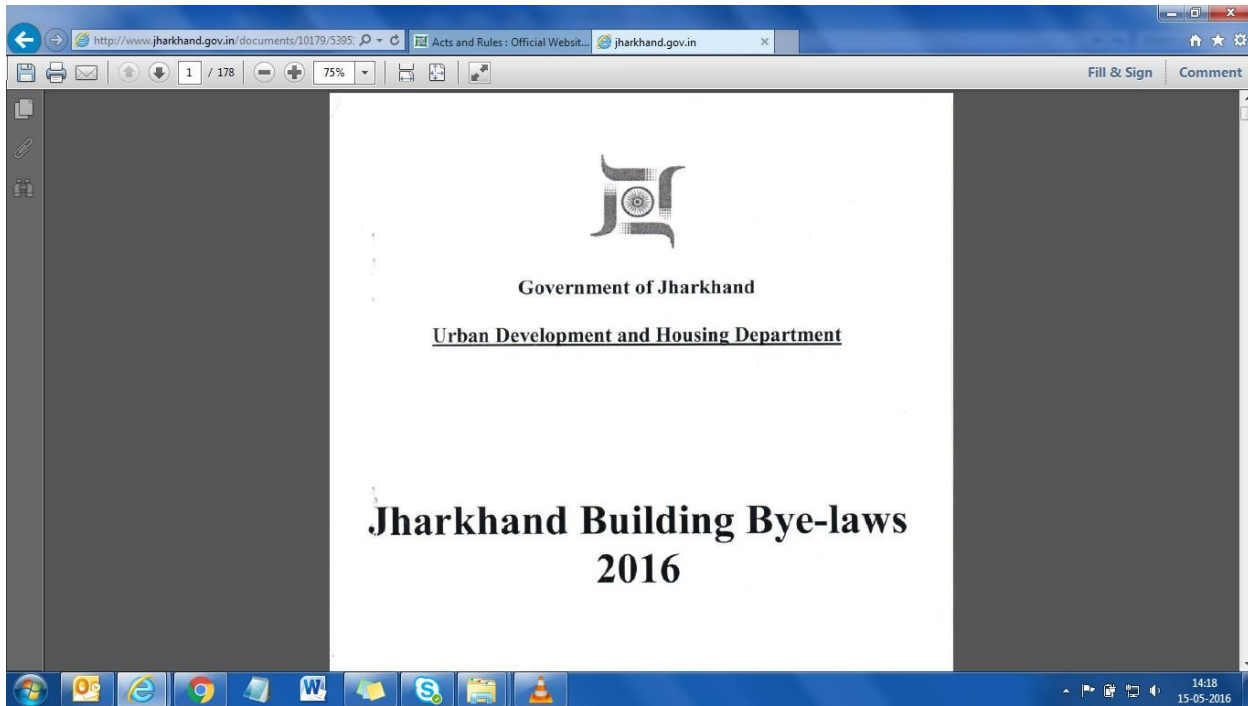 http://www.jharkhand.gov.in/documents/10179/5395:
Acts and Rules : Official Websit...
jharkhand.gov.in
1 / 178
75%
Fill & Sign
Comment
Government of Jharkhand
Urban Development and Housing Department
Jharkhand Building Bye-laws
2016
14:18
15-05-2016